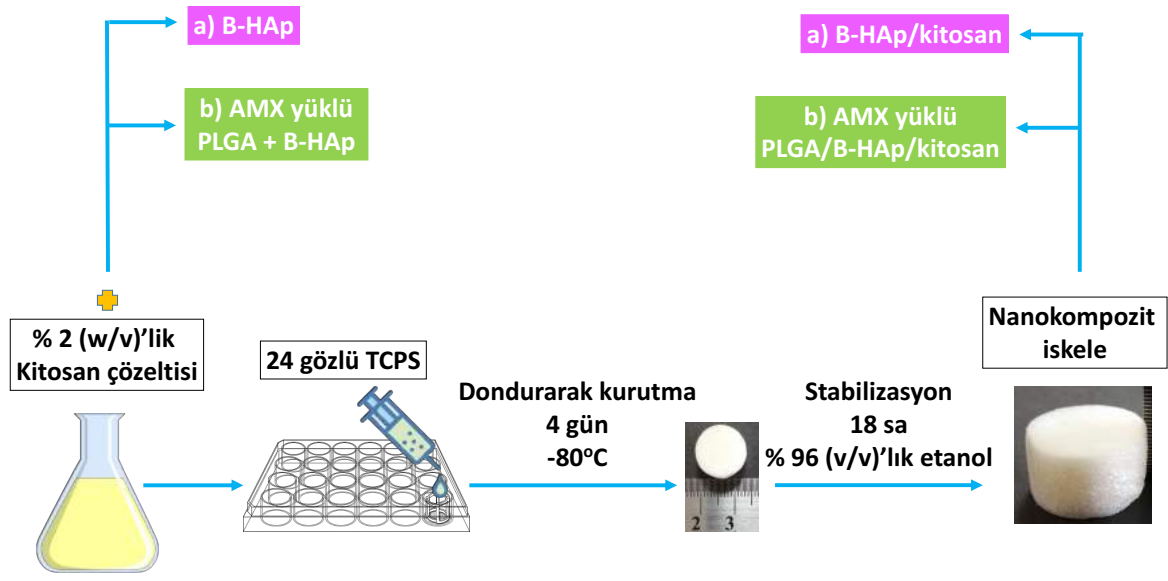 a) B-HAp
b) AMX yüklü
PLGA + B-HAp
a) B-HAp/kitosan
b) AMX yüklü
PLGA/B-HAp/kitosan
% 2 (w/v)’lik
Kitosan çözeltisi
24 gözlü TCPS
Dondurarak kurutma
4 gün
-80°C
2 3
Stabilizasyon
18 sa
% 96 (v/v)’lık etanol
Nanokompozit
iskele